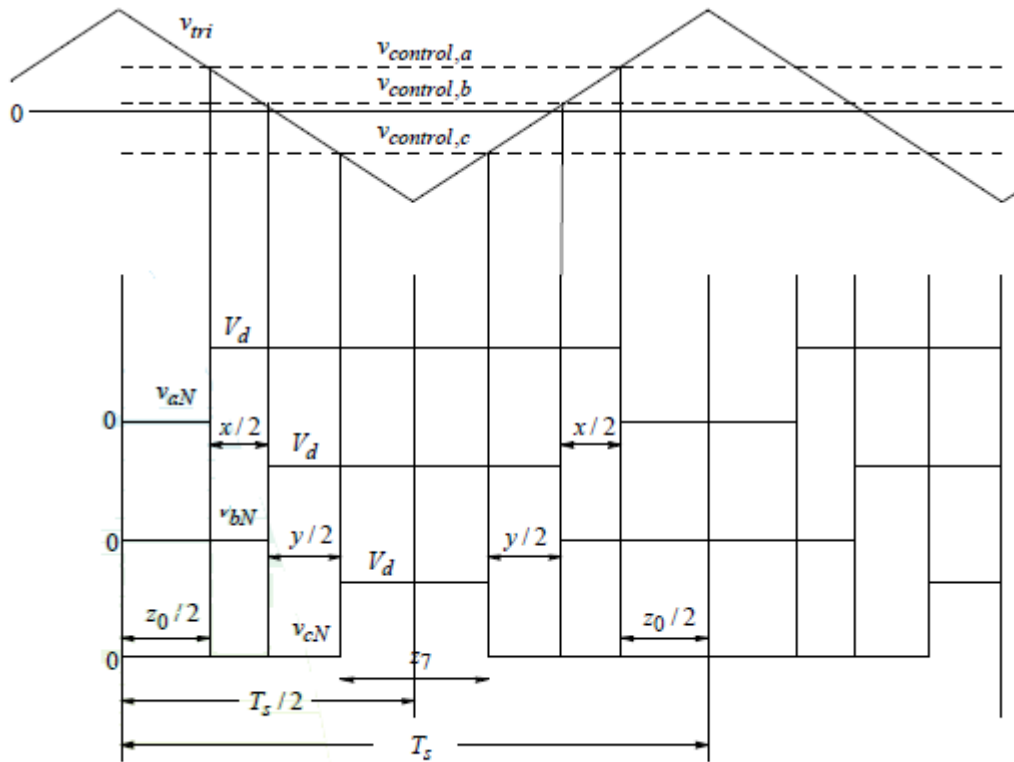 v_tri
v_control,a
v_control,b
0
v_control,c
V_d
v_aN
0
x/2
x/2
V_d
v_bN
0
y/2
y/2
V_d
z_0/2
v_cN
z_0/2
0
z_7
T_s/2
T_s